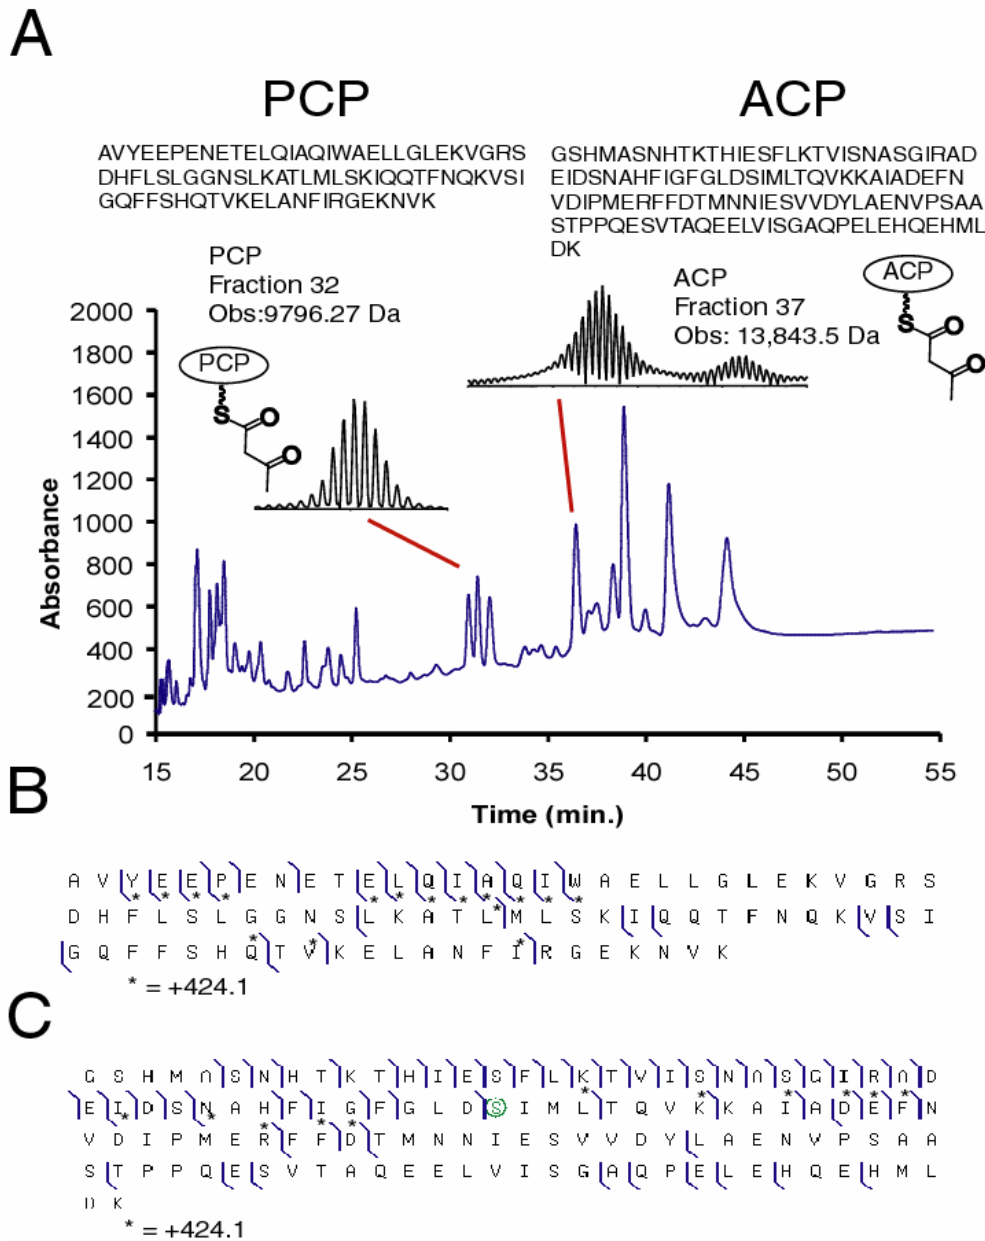 A
PCP
ACP
AVYEEPENETELQIAQIWAELLGLEKVGRS
DHFLSLGGNSLKATLMLSKIQQTFNQKVSI
GQFFSHQTVKELANFIRGEKNVK
GSHMASNHTKTHIESFLKTVISNASGIRAD
EIDSNAHFIGFGLDSIMLTQVKKAIADEFN
VDIPMERFFDTMNNIESVVDYLAENVPSAA
STPPQESVTAQEELVISGAQPELEHQEHML
DK
PCP
Fraction 32
Obs:9796.27 Da
ACP
Fraction 37
Obs: 13,843.5 Da
ACP
S
O
O
PCP
S
O
O
2000
1800
1600
1400
1200
1000
800
600
400
200
0
Absorbance
15
20
25
30
35
40
45
50
55
Time (min.)
B
A V Y E E P E N E T E L Q I A Q I W A E L L G L E K V G R S
* * * * * * * * * * *
D H F L S L G G N S L K A T L M L S K I Q Q T F N Q K V S I
* * *
G Q F F S H Q T V K E L A N F I R G E K N V K
* = +424.1
C
G S H M A S N H T K T H I E S F L K T V I S N A S G I R A D
* * * * * * *
E I D S N A H F I G F G L D S I M L T Q V K K A I A D E F N
* * *
V D I P M E R F F D T M N N I E S V V D Y L A E N V P S A A
S T P P Q E S V T A Q E E L V I S G A Q P E L E H Q E H M L
D K
* = +424.1